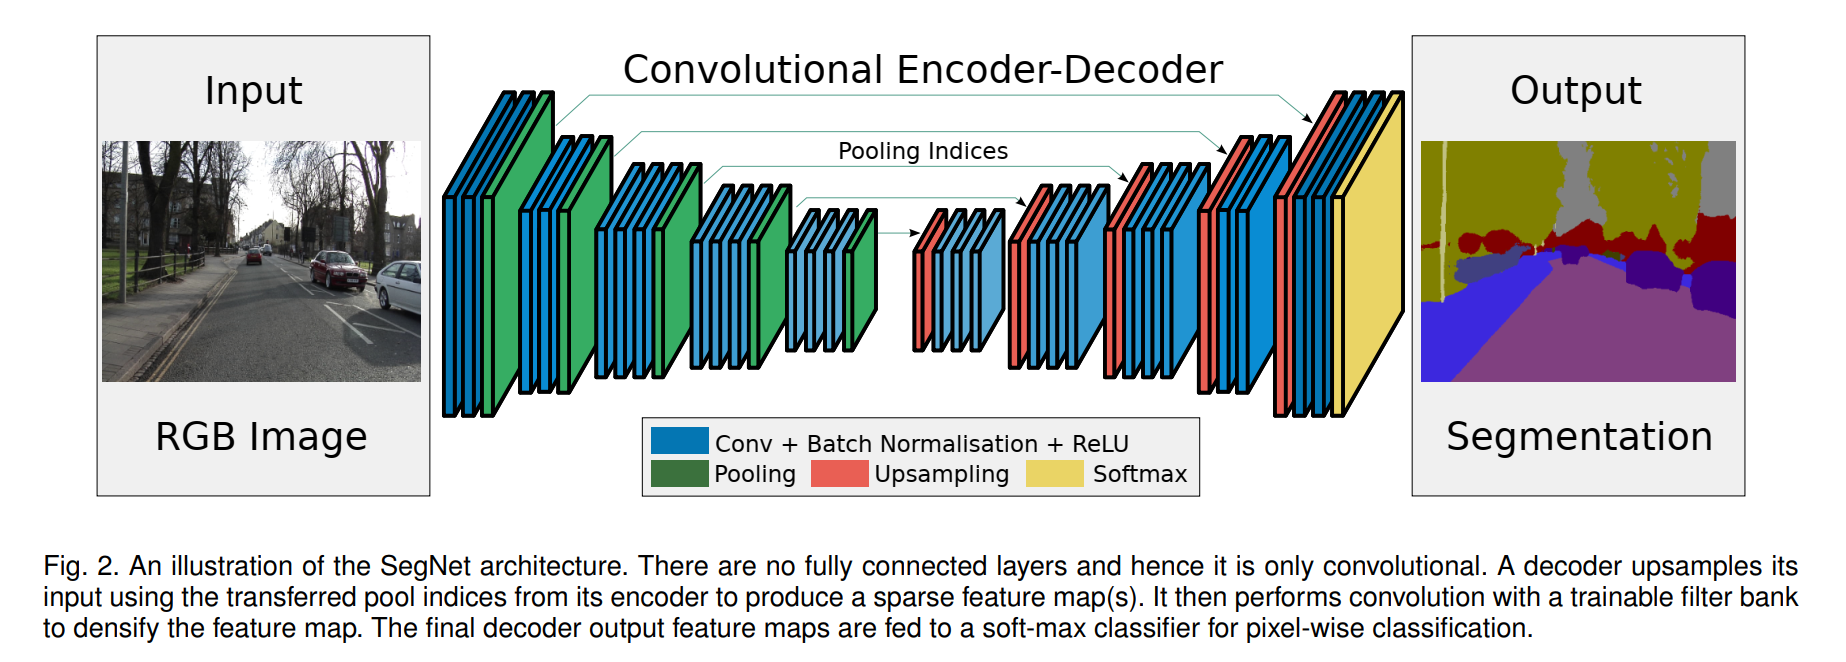 Input
Convolutional Encoder-Decoder
Output
Pooling Indices
RGB Image
Segmentation
Conv + Batch Normalisation + ReLU
Pooling Upsampling Softmax
Fig. 2. An illustration of the SegNet architecture. There are no fully connected layers and hence it is only convolutional. A decoder upsamples its
input using the transferred pool indices from its encoder to produce a sparse feature map(s). It then performs convolution with a trainable filter bank
to densify the feature map. The final decoder output feature maps are fed to a soft-max classifier for pixel-wise classification.